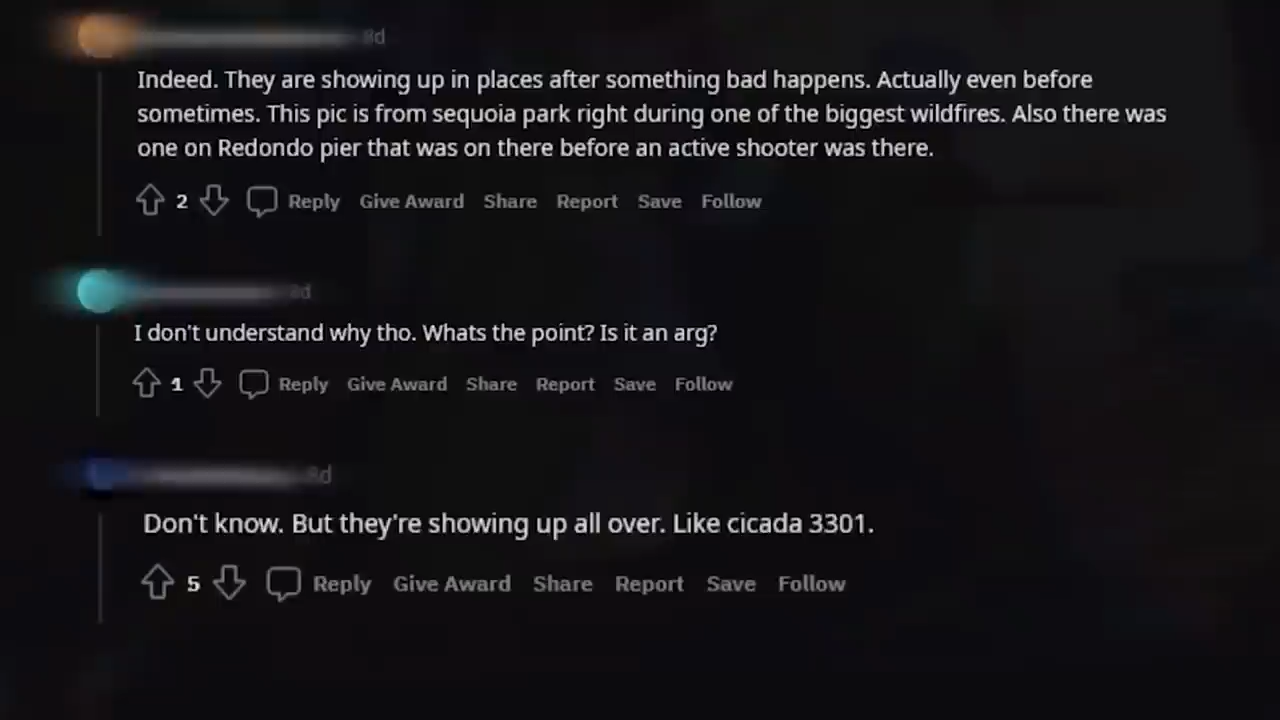 8d
Indeed. They are showing up in places after something bad happens. Actually even before
sometimes. This pic is from sequoia park right during one of the biggest wildfires. Also there was
one on Redondo pier that was on there before an active shooter was there.
2 Reply Give Award Share Report Save Follow
I don't understand why tho. Whats the point? Is it an arg?
1 Reply Give Award Share Report Save Follow
8d
Don't know. But they're showing up all over. Like cicada 3301.
5 Reply Give Award Share Report Save Follow